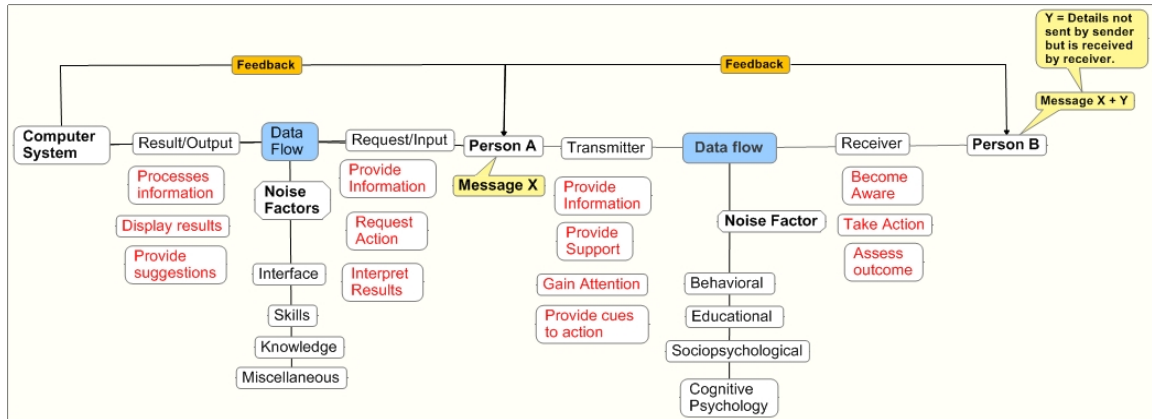 Y = Details not
sent by sender
but is received
by receiver.
Feedback
Feedback
Message X + Y
Computer
System
Result/Output
Data
Flow
Request/Input
Person A
Transmitter
Data flow
Receiver
Person B
Processes
information
Display results
Provide
suggestions
Noise
Factors
Interface
Skills
Knowledge
Miscellaneous
Provide
Information
Request
Action
Interpret
Results
Message X
Provide
Information
Provide
Support
Gain Attention
Provide cues
to action
Noise Factor
Behavioral
Educational
Sociopsychological
Cognitive
Psychology
Become
Aware
Take Action
Assess
outcome